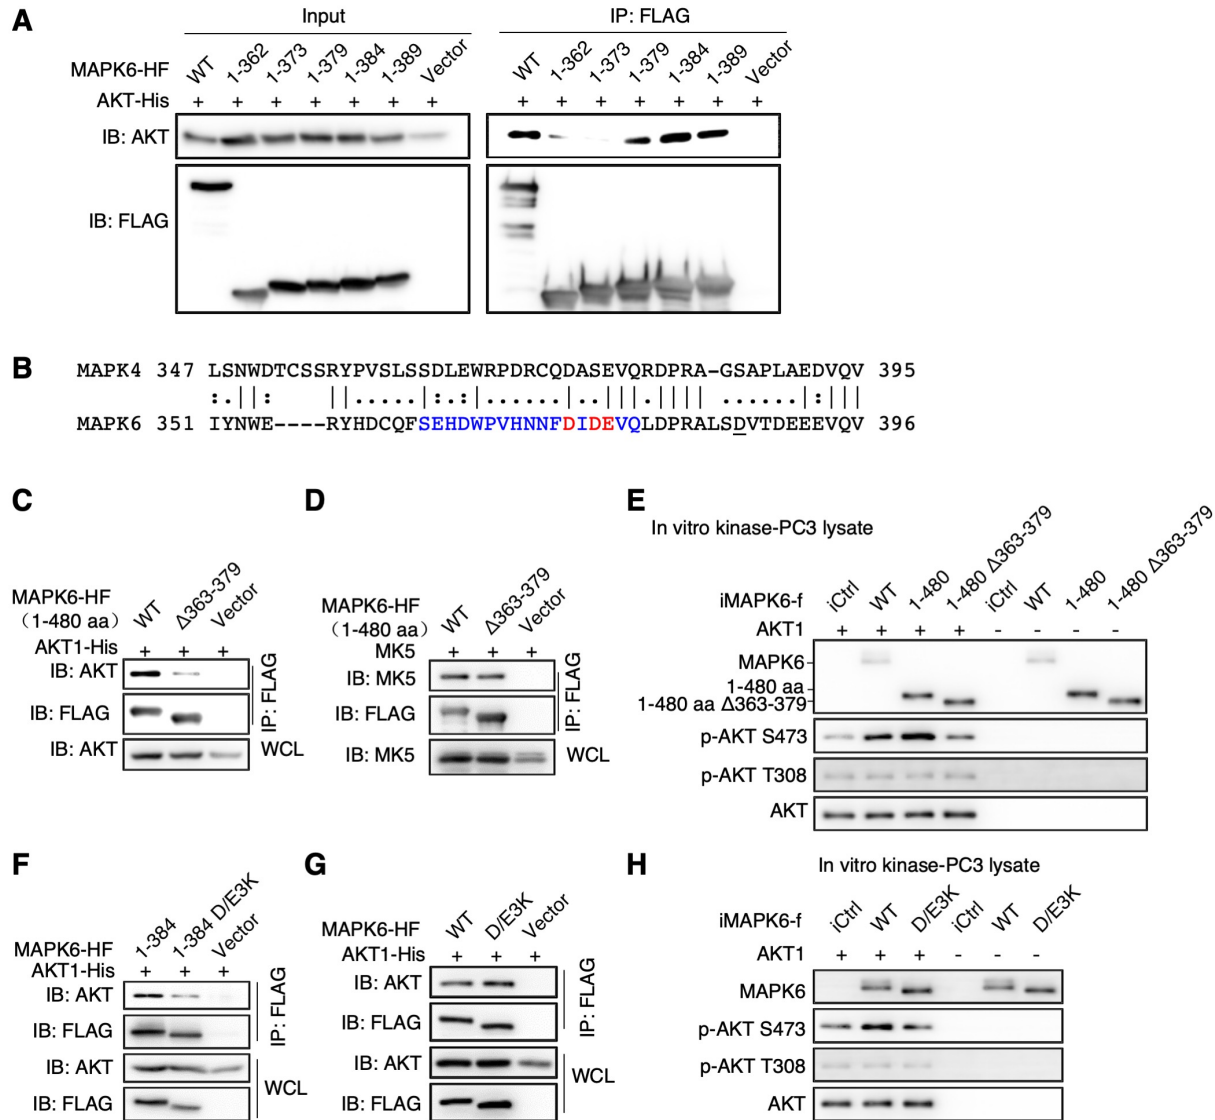 A
Input
IP: FLAG
MAPK6-HF WT 1-362 1-373 1-379 1-384 1-389 Vector WT 1-362 1-373 1-379 1-384 1-389 Vector
AKT-His + + + + + + + + + + + + + +
IB: AKT
IB: FLAG
B
MAPK4 347 LSNWDTCSSRYPVSLSSDLEWRPDRCQDASEVQRDPRA-GSAPLAEDVQV 395
:.||: ||.....|:.:|......|.|||.|||| ......|:|||
MAPK6 351 IYNWE----RYHDCQFSEHDWPVHNNFDIDEVQLDPRALSDVTDEEEVQV 396
C
MAPK6-HF
(1-480 aa) WT Δ363-379 Vector
AKT1-His + + +
IB: AKT
IB: FLAG
IB: AKT
IP: FLAG
WCL
D
MAPK6-HF
(1-480 aa) WT Δ363-379 Vector
MK5 + + +
IB: MK5
IB: FLAG
IB: MK5
IP: FLAG
WCL
E
In vitro kinase-PC3 lysate
iMAPK6-f iCtrl WT 1-480 1-480 Δ363-379 iCtrl WT 1-480 1-480 Δ363-379
AKT1 + + + + - - - -
MAPK6
1-480 aa
1-480 aa Δ363-379
p-AKT S473
p-AKT T308
AKT
F
MAPK6-HF 1-384 1-384 D/E3K Vector
AKT1-His + + +
IB: AKT
IB: FLAG
IB: AKT
IB: FLAG
IP: FLAG
WCL
G
MAPK6-HF WT D/E3K Vector
AKT1-His + + +
IB: AKT
IB: FLAG
IB: AKT
IB: FLAG
IP: FLAG
WCL
H
In vitro kinase-PC3 lysate
iMAPK6-f iCtrl WT D/E3K iCtrl WT D/E3K
AKT1 + + + - - -
MAPK6
p-AKT S473
p-AKT T308
AKT